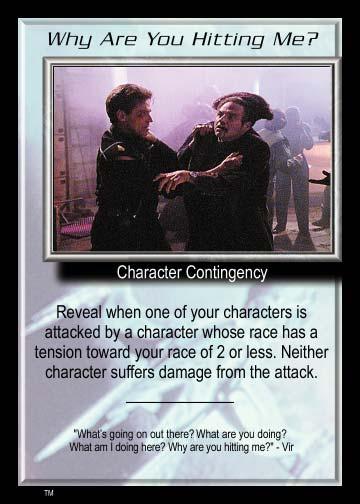 Why Are You Hitting Me?
Character Contingency
Reveal when one of your characters is
attacked by a character whose race has a
tension toward your race of 2 or less. Neither
character suffers damage from the attack.
"What's going on out there? What are you doing?
What am I doing here? Why are you hitting me?" - Vir
TM